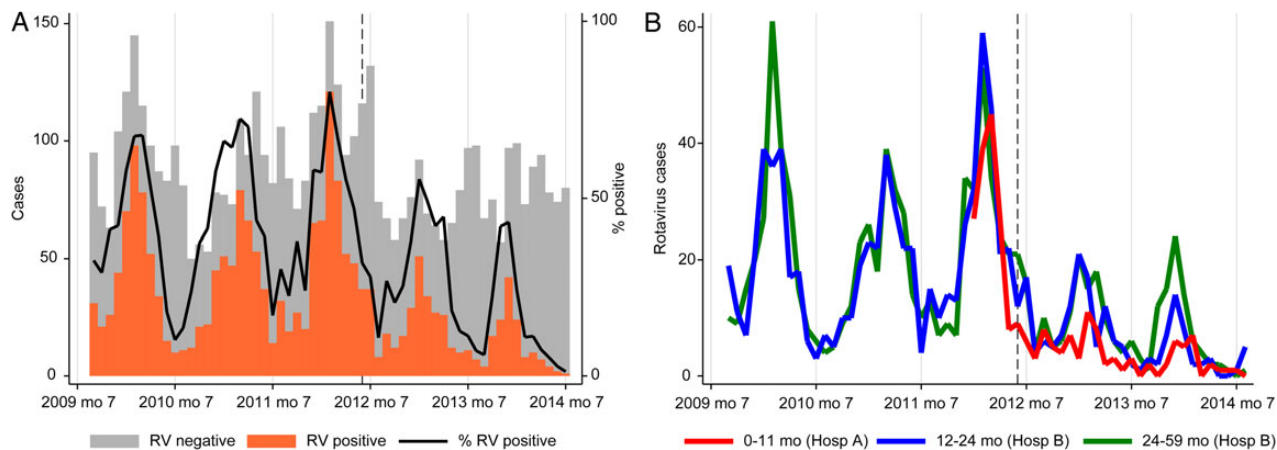 A
150
100
50
0
Cases
100
50
0
% positive
2009 mo 7
2010 mo 7
2011 mo 7
2012 mo 7
2013 mo 7
2014 mo 7
RV negative
RV positive
% RV positive
B
60
40
20
0
Rotavirus cases
2009 mo 7
2010 mo 7
2011 mo 7
2012 mo 7
2013 mo 7
2014 mo 7
0-11 mo (Hosp A)
12-24 mo (Hosp B)
24-59 mo (Hosp B)